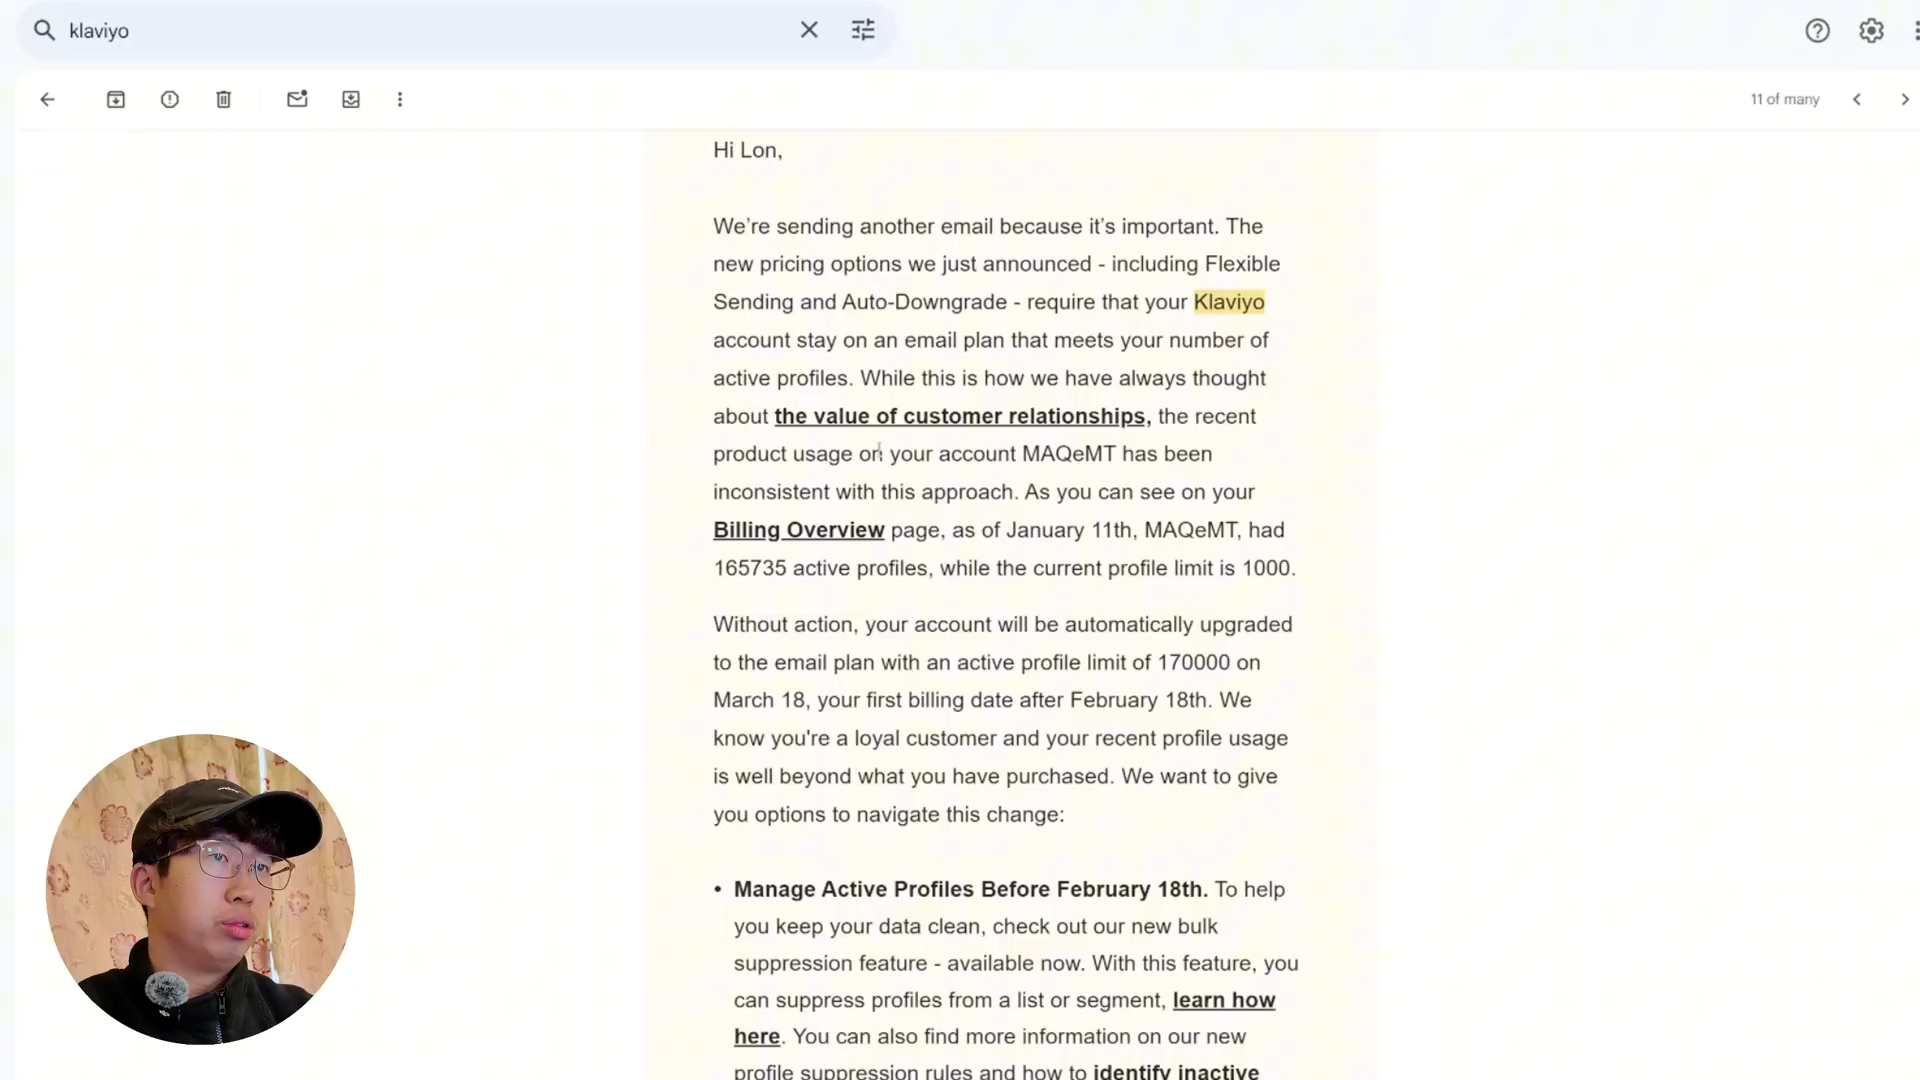 klaviyo
11 of many
Hi Lon,
We’re sending another email because it’s important. The
new pricing options we just announced - including Flexible
Sending and Auto-Downgrade - require that your Klaviyo
account stay on an email plan that meets your number of
active profiles. While this is how we have always thought
about the value of customer relationships, the recent
product usage on your account MAQeMT has been
inconsistent with this approach. As you can see on your
Billing Overview page, as of January 11th, MAQeMT, had
165735 active profiles, while the current profile limit is 1000.
Without action, your account will be automatically upgraded
to the email plan with an active profile limit of 170000 on
March 18, your first billing date after February 18th. We
know you're a loyal customer and your recent profile usage
is well beyond what you have purchased. We want to give
you options to navigate this change:
• Manage Active Profiles Before February 18th. To help
you keep your data clean, check out our new bulk
suppression feature - available now. With this feature, you
can suppress profiles from a list or segment, learn how
here. You can also find more information on our new
profile suppression rules and how to identify inactive